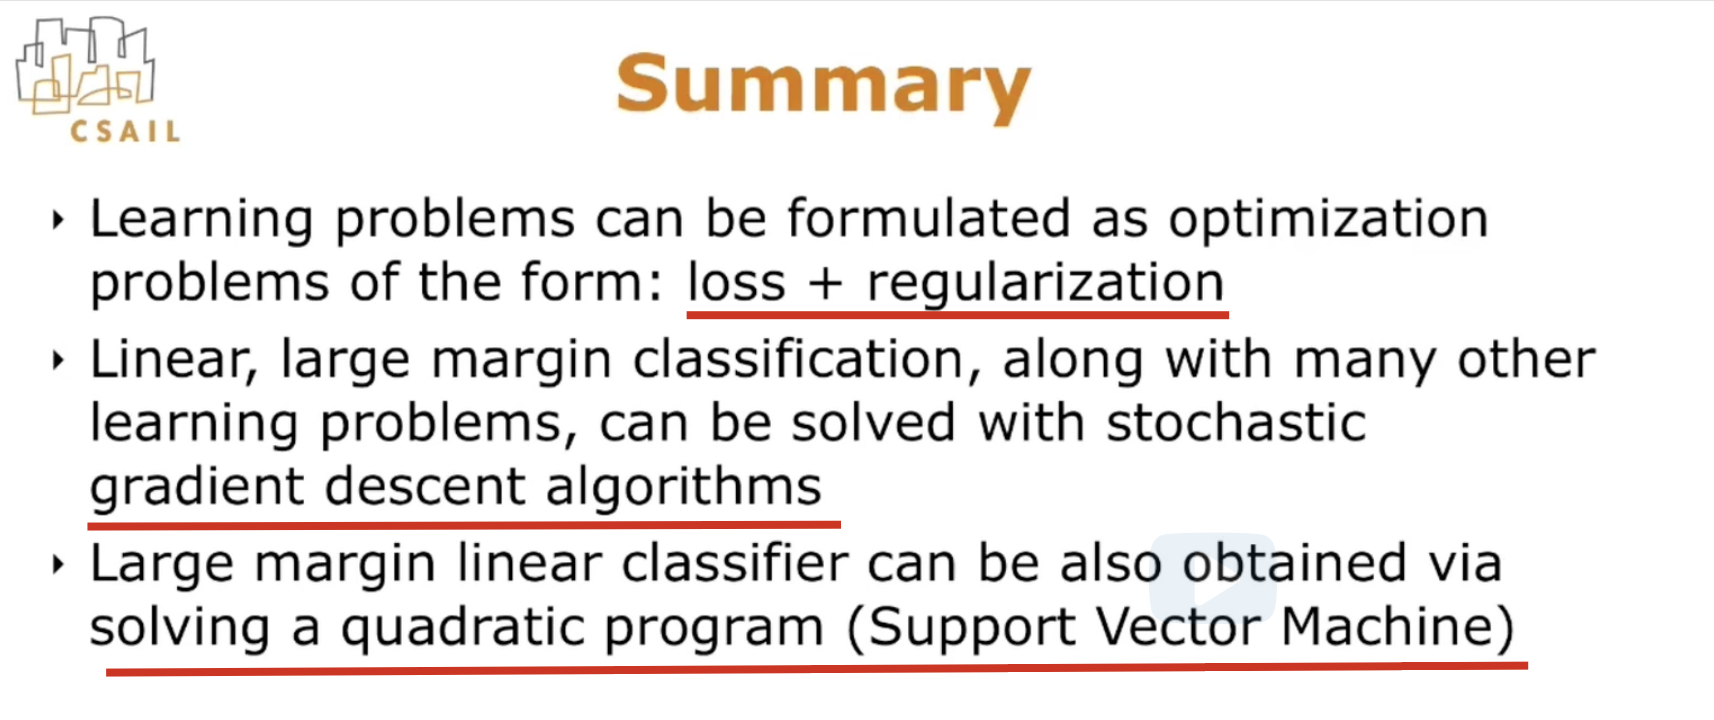 CSAIL
Summary
‣ Learning problems can be formulated as optimization
problems of the form: loss + regularization
‣ Linear, large margin classification, along with many other
learning problems, can be solved with stochastic
gradient descent algorithms
‣ Large margin linear classifier can be also obtained via
solving a quadratic program (Support Vector Machine)